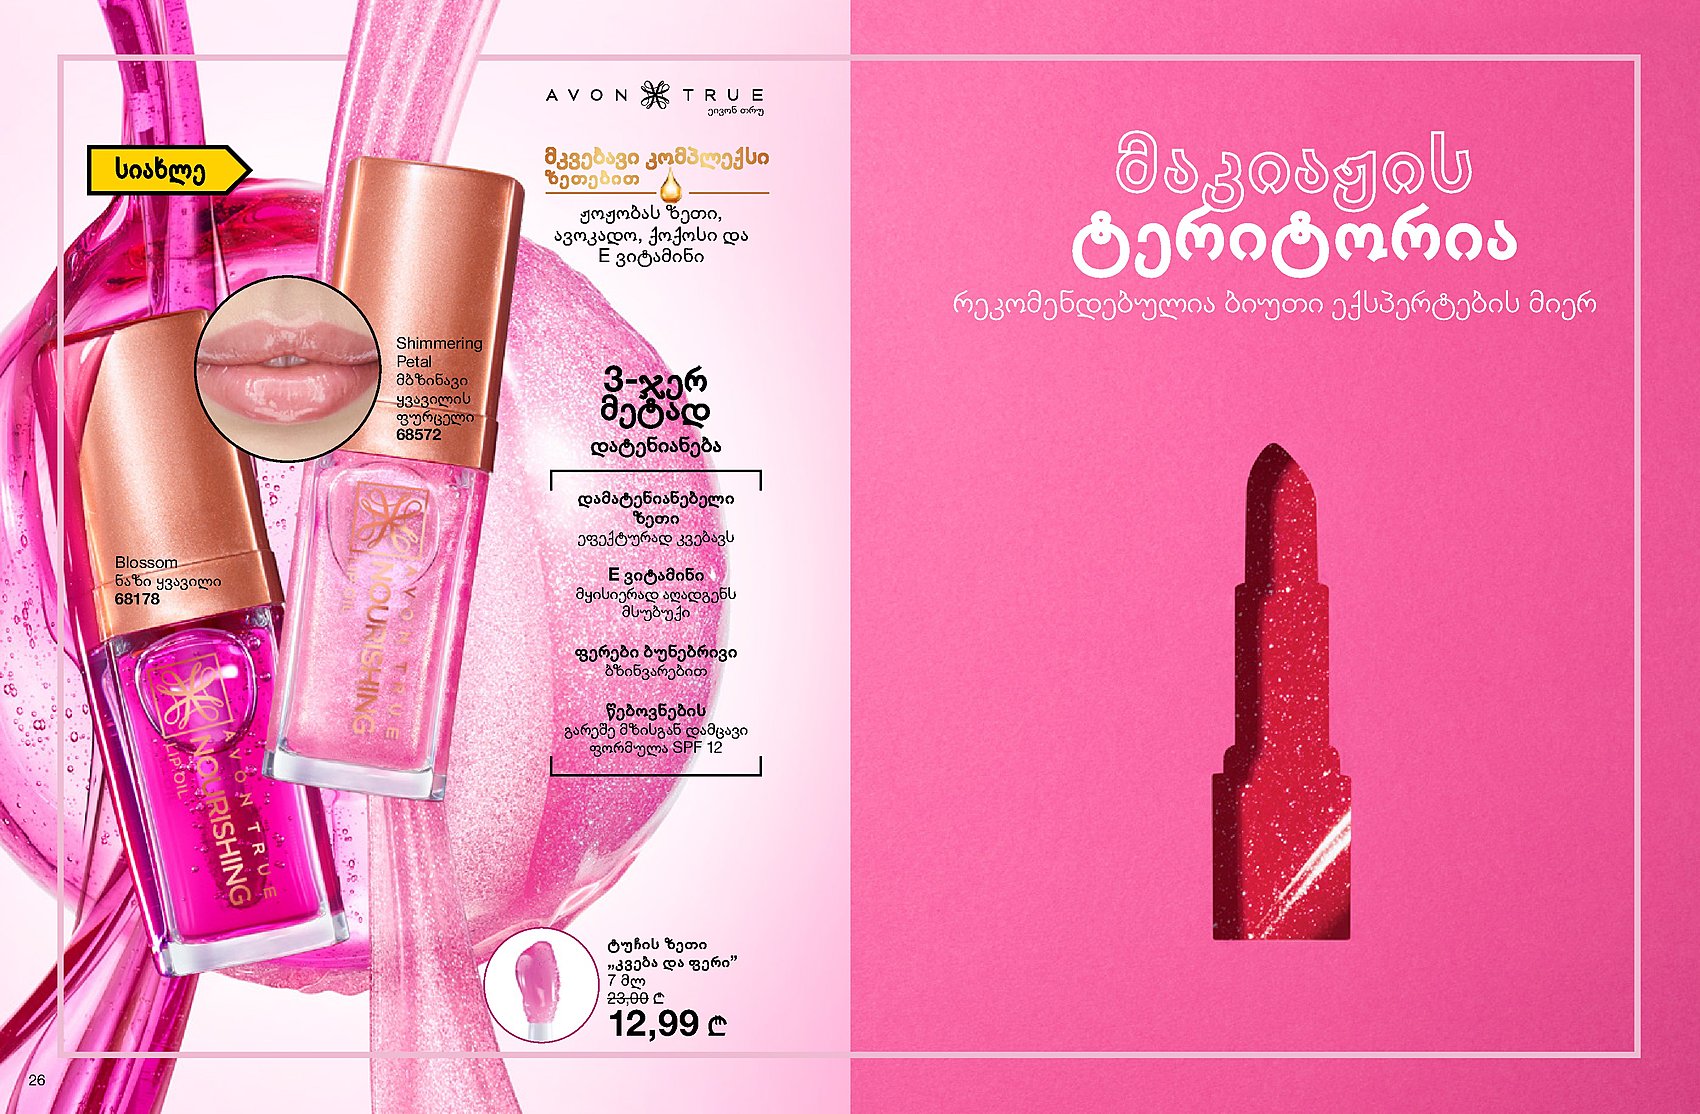 AVON TRUE
ეივონ თრუ
სიახლე
მკვებავი კომპლექსი
ზეთებით
ჟოჟობას ზეთი,
ავოკადო, ქოქოსი და
E ვიტამინი
Shimmering
Petal
მბზინავი
ყვავილის
ფურცელი
68572
3-ჯერ
მეტად
დატენიანება
დამატენიანებელი
ზეთი
ეფექტურად კვებავს
E ვიტამინი
მყისიერად აღადგენს
მსუბუქი
ფერები ბუნებრივი
ბზინვარებით
წებოვნების
გარეშე მზისგან დამცავი
ფორმულა SPF 12
Blossom
ნაზი ყვავილი
68178
AVON TRUE
NOURISHING
LIP OIL
AVON TRUE
NOURISHING
LIP OIL
ტუჩის ზეთი
„კვება და ფერი”
7 მლ
23,00 ₾
12,99 ₾
26
მაკიაჟის
ტერიტორია
რეკომენდებულია ბიუთი ექსპერტების მიერ